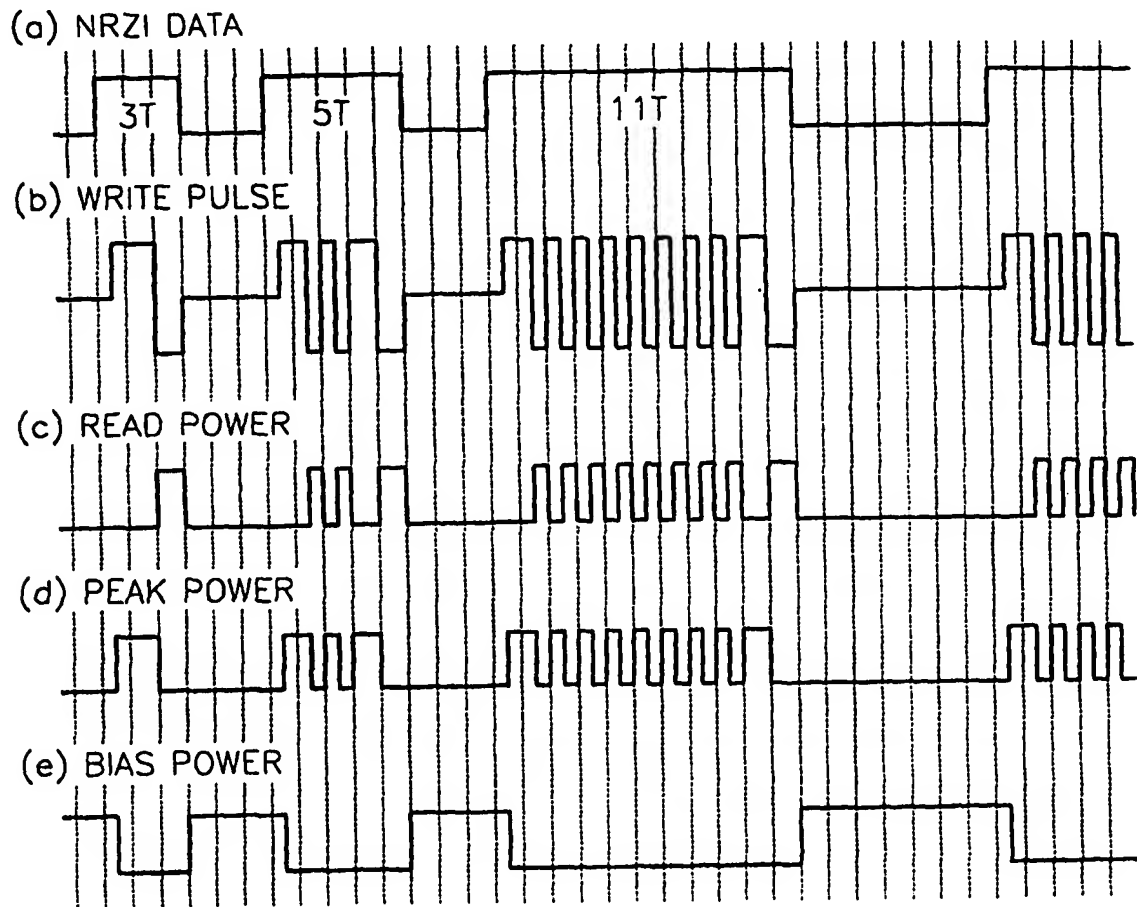 (a) NRZI DATA
3T 5T 11T
(b) WRITE PULSE
(c) READ POWER
(d) PEAK POWER
(e) BIAS POWER